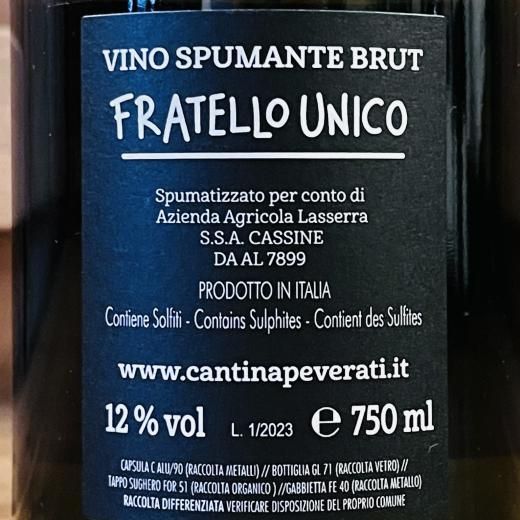 VINO SPUMANTE BRUT
FRATELLO UNICO
Spumatizzato per conto di
Azienda Agricola Lasserra
S.S.A. CASSINE
DA AL 7899
PRODOTTO IN ITALIA
Contiene Solfiti - Contains Sulphites - Contient des Sulfites
www.cantinapeverati.it
12 % vol L. 1/2023 ℮ 750 ml
CAPSULA C ALU/90 (RACCOLTA METALLI) // BOTTIGLIA GL 71 (RACCOLTA VETRO) //
TAPPO SUGHERO FOR 51 (RACCOLTA ORGANICO ) //GABBIETTA FE 40 (RACCOLTA METALLO)
RACCOLTA DIFFERENZIATA VERIFICARE DISPOSIZIONE DEL PROPRIO COMUNE